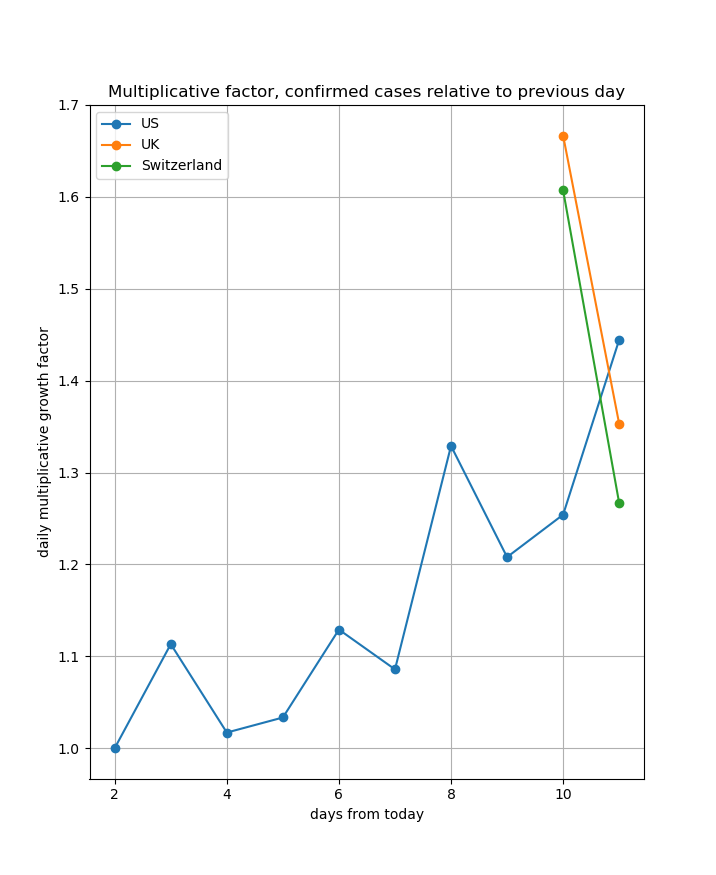 Multiplicative factor, confirmed cases relative to previous day
1.7
US
UK
Switzerland
1.6
1.5
1.4
1.3
1.2
1.1
1.0
daily multiplicative growth factor
2 4 6 8 10
days from today